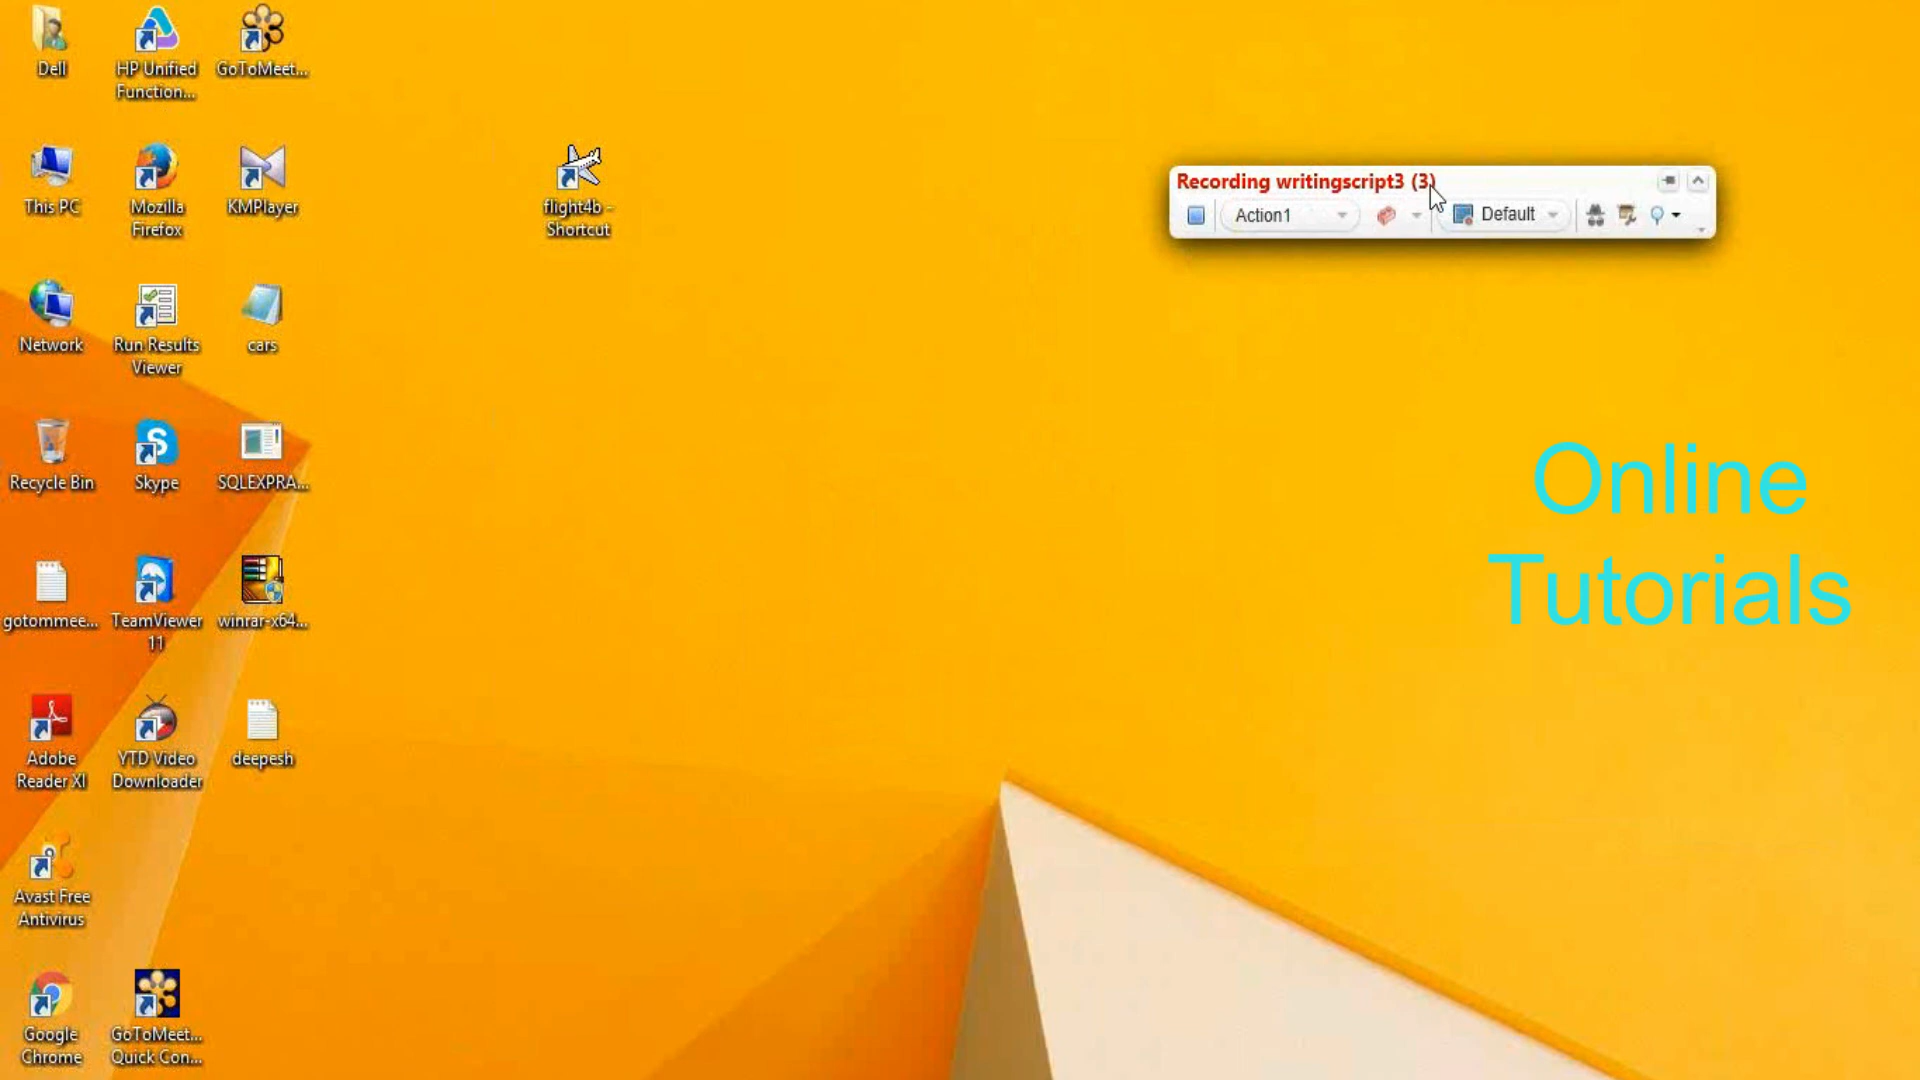 Dell
HP Unified
Function...
GoToMeet...
This PC
Mozilla
Firefox
KMPlayer
flight4b -
Shortcut
Recording writingscript3 (3)
Action1
Default
Network
Run Results
Viewer
cars
Recycle Bin
Skype
SQLEXPRA...
Online
Tutorials
gotommee...
TeamViewer
11
winrar-x64...
Adobe
Reader XI
YTD Video
Downloader
deepesh
Avast Free
Antivirus
Google
Chrome
GoToMeet...
Quick Con...